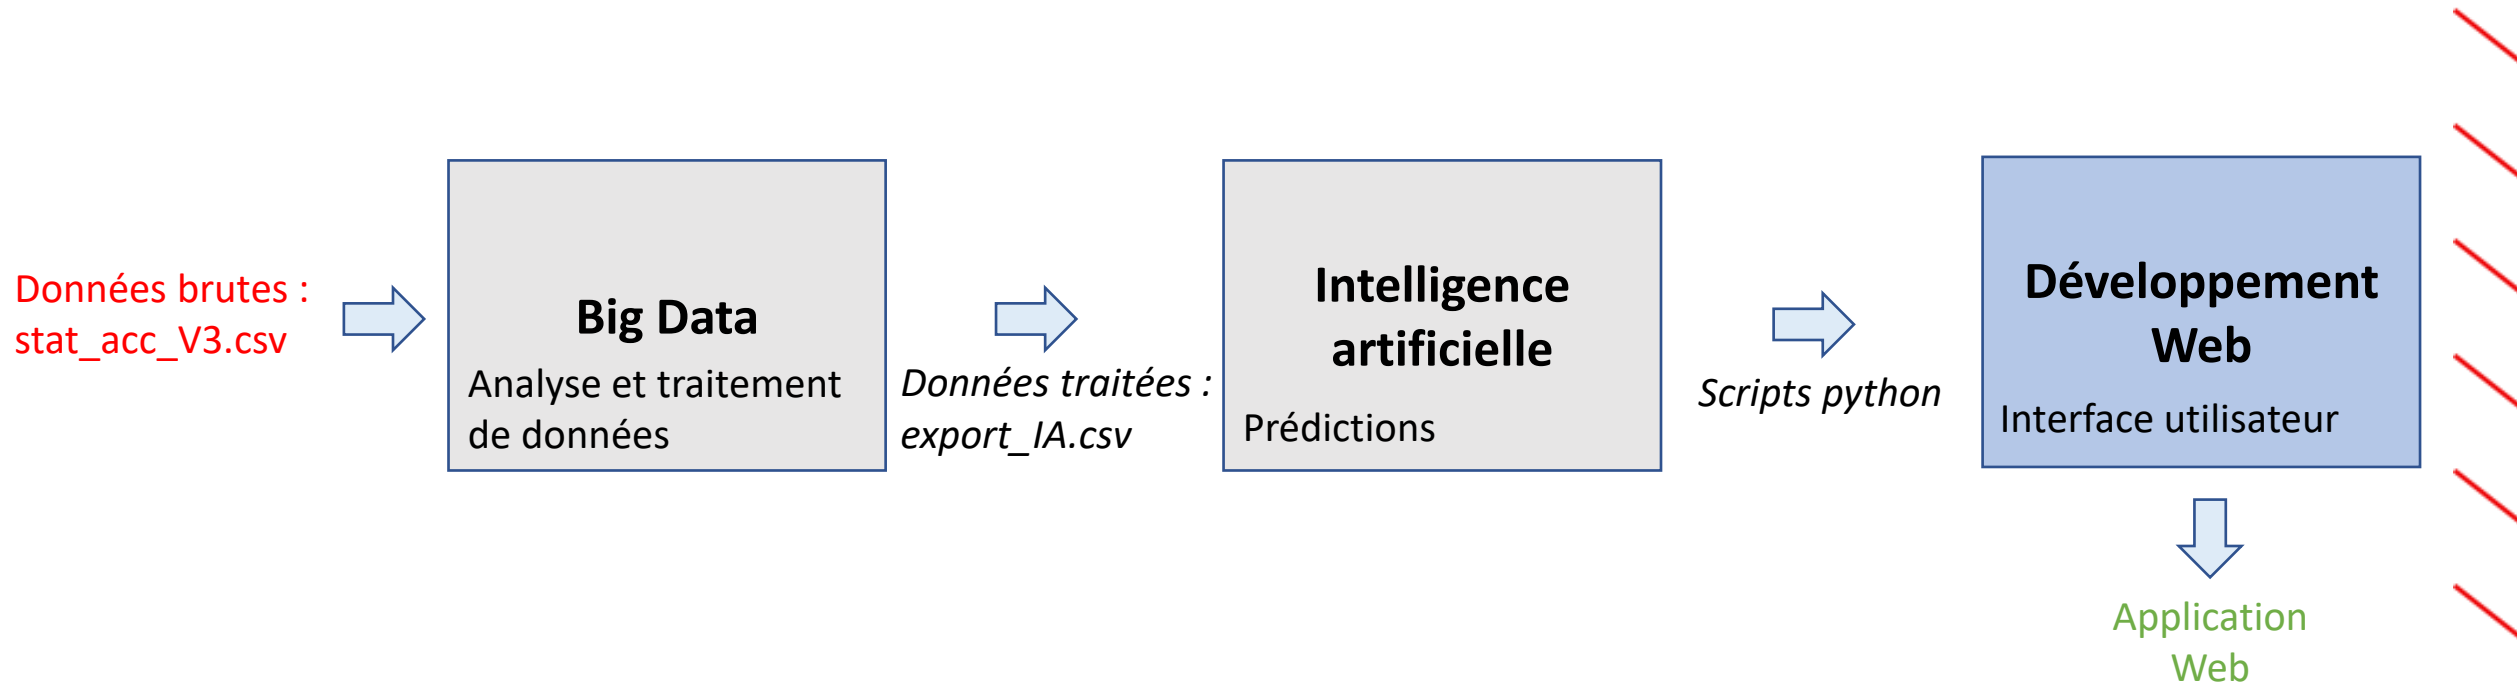 Données brutes :
stat_acc_V3.csv
Big Data
Analyse et traitement
de données
Données traitées :
export_IA.csv
Intelligence
artificielle
Prédictions
Scripts python
Développement
Web
Interface utilisateur
Application
Web